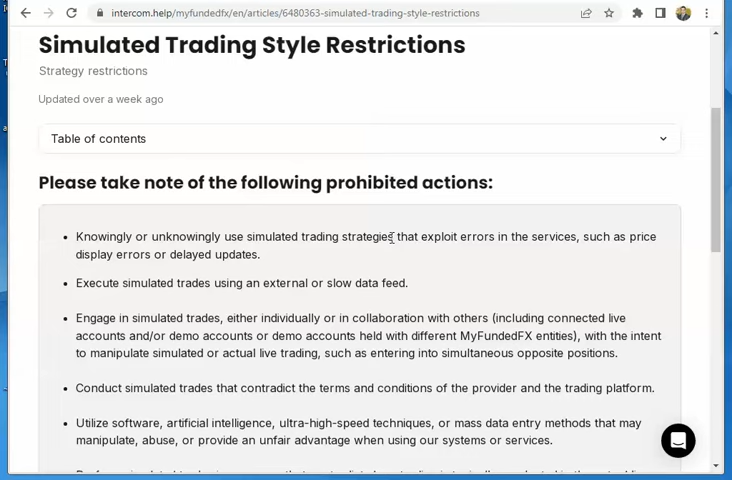 intercom.help/myfundedfx/en/articles/6480363-simulated-trading-style-restrictions
Simulated Trading Style Restrictions
Strategy restrictions
Updated over a week ago
Table of contents
Please take note of the following prohibited actions:
Knowingly or unknowingly use simulated trading strategies that exploit errors in the services, such as price
display errors or delayed updates.
Execute simulated trades using an external or slow data feed.
Engage in simulated trades, either individually or in collaboration with others (including connected live
accounts and/or demo accounts or demo accounts held with different MyFundedFX entities), with the intent
to manipulate simulated or actual live trading, such as entering into simultaneous opposite positions.
Conduct simulated trades that contradict the terms and conditions of the provider and the trading platform.
Utilize software, artificial intelligence, ultra-high-speed techniques, or mass data entry methods that may
manipulate, abuse, or provide an unfair advantage when using our systems or services.